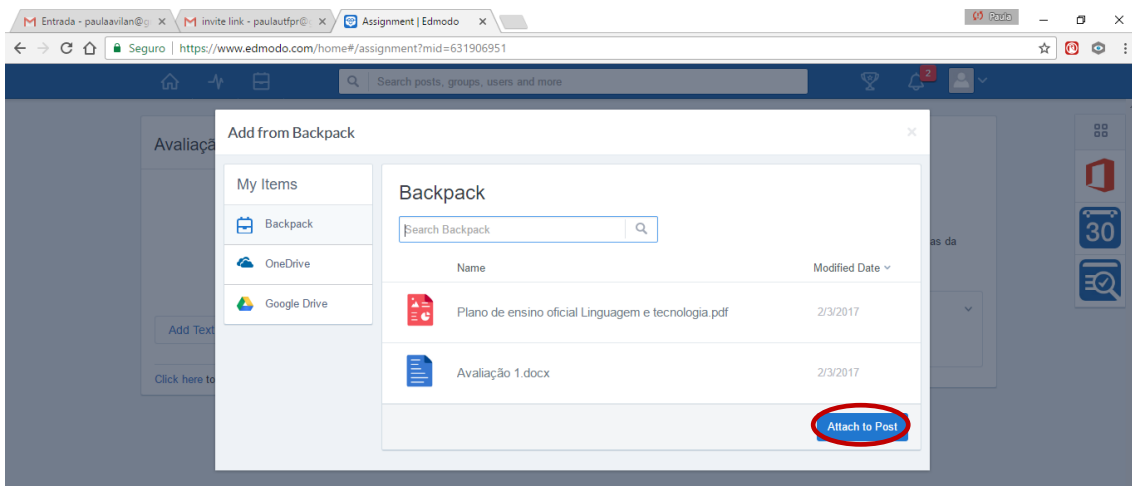 Entrada - paulaavilan@g
invite link - paulautfpr@g
Assignment | Edmodo
Paula
Seguro | https://www.edmodo.com/home#/assignment?mid=631906951
Search posts, groups, users and more
2
Avaliaçã
Add from Backpack
My Items
Backpack
OneDrive
Google Drive
Backpack
Search Backpack
Name Modified Date
Plano de ensino oficial Linguagem e tecnologia.pdf 2/3/2017
Avaliação 1.docx 2/3/2017
Attach to Post
as da
30
Add Text
Click here to